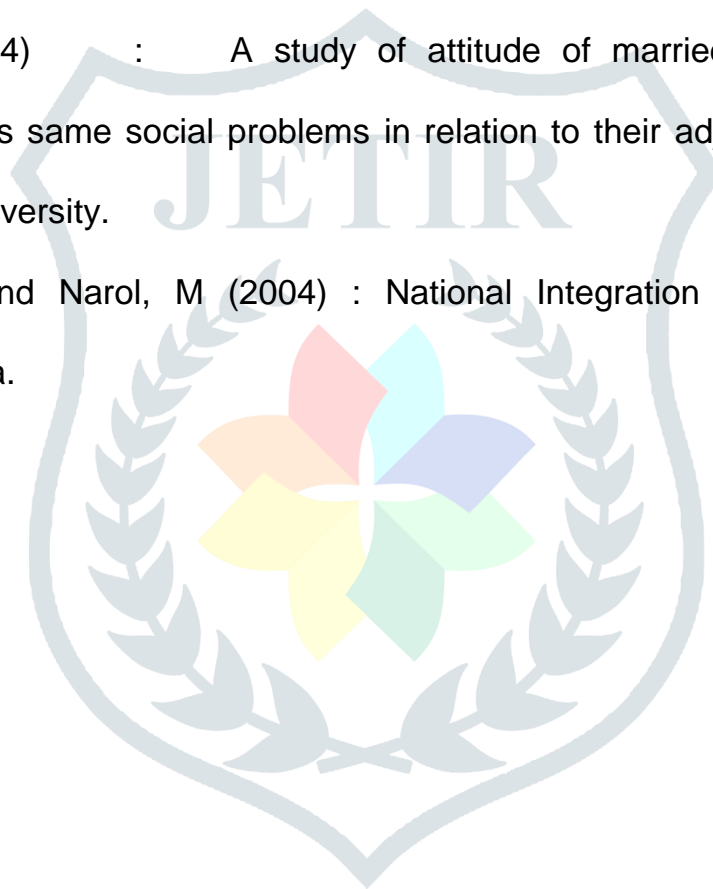 4) : A study of attitude of married
s same social problems in relation to their ad
versity.
nd Narol, M (2004) : National Integration
a.
JETIR